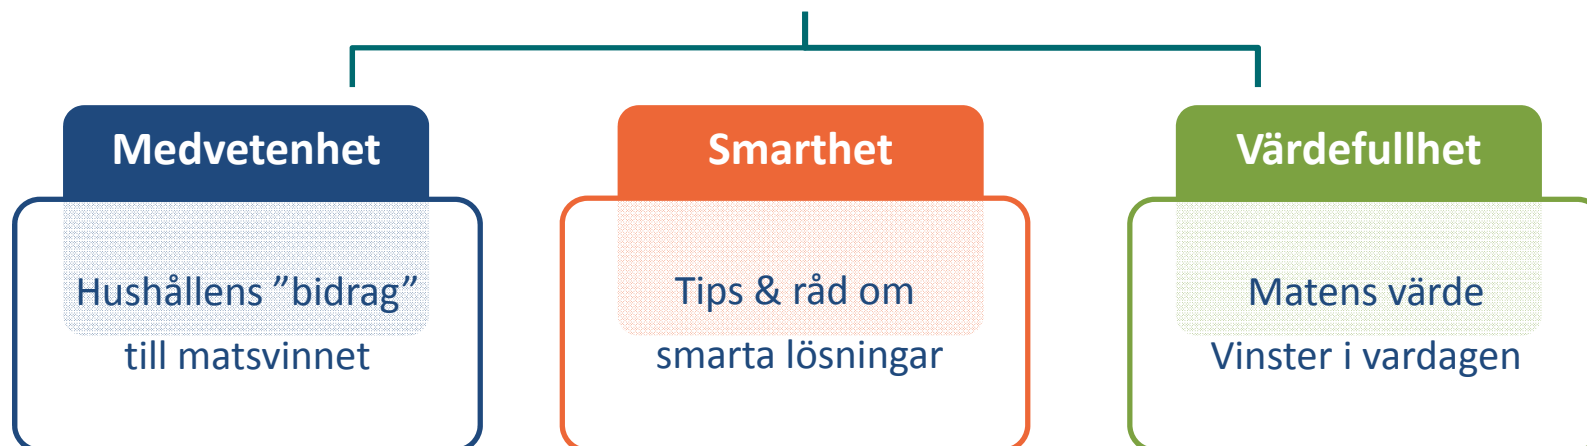 Medvetenhet
Hushållens ”bidrag”
till matsvinnet
Smarthet
Tips & råd om
smarta lösningar
Värdefullhet
Matens värde
Vinster i vardagen